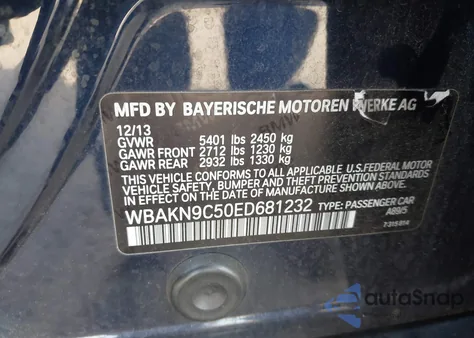 MFD BY BAYERISCHE MOTOREN WERKE AG
12/13
GVWR 5401 lbs 2450 kg
GAWR FRONT 2712 lbs 1230 kg
GAWR REAR 2932 lbs 1330 kg
THIS VEHICLE CONFORMS TO ALL APPLICABLE U.S.FEDERAL MOTOR
VEHICLE SAFETY, BUMPER AND THEFT PREVENTION STANDARDS IN
EFFECT ON THE DATE OF MANUFACTURE SHOWN ABOVE.
WBAKN9C50ED681232 TYPE: PASSENGER CAR
A89/5
autoSnap